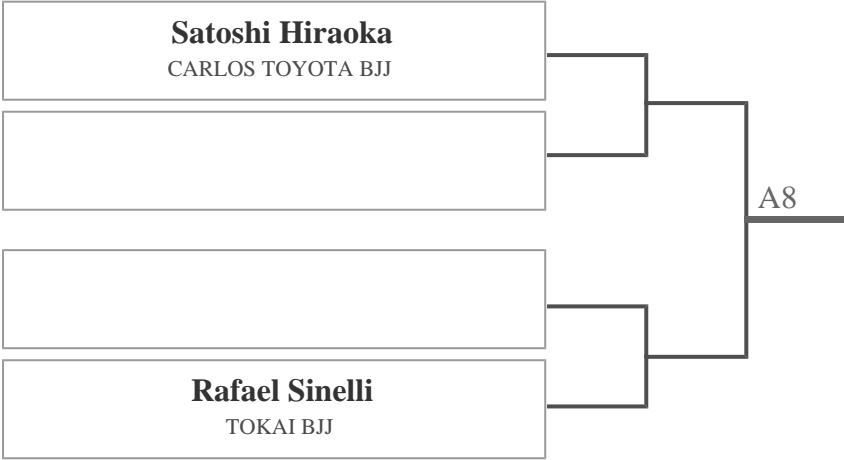 Satoshi Hiraoka
CARLOS TOYOTA BJJ
A8
Rafael Sinelli
TOKAI BJJ